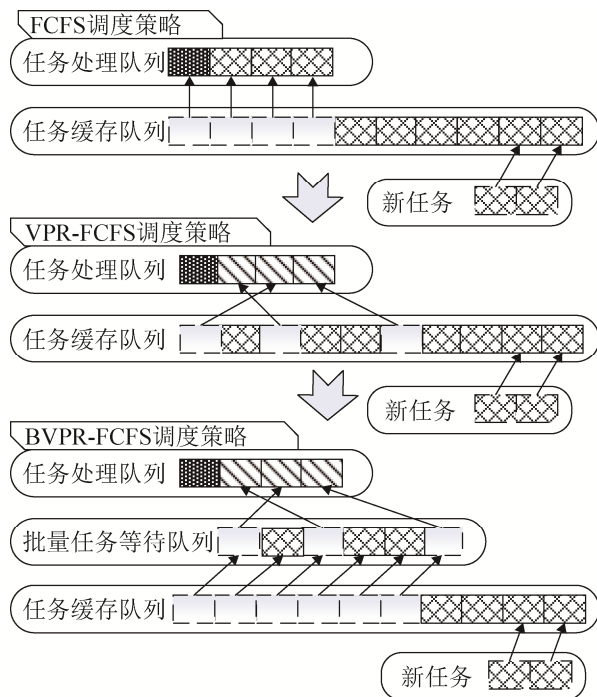 FCFS调度策略
任务处理队列
任务缓存队列
新任务
VPR-FCFS调度策略
任务处理队列
任务缓存队列
新任务
BVPR-FCFS调度策略
任务处理队列
批量任务等待队列
任务缓存队列
新任务